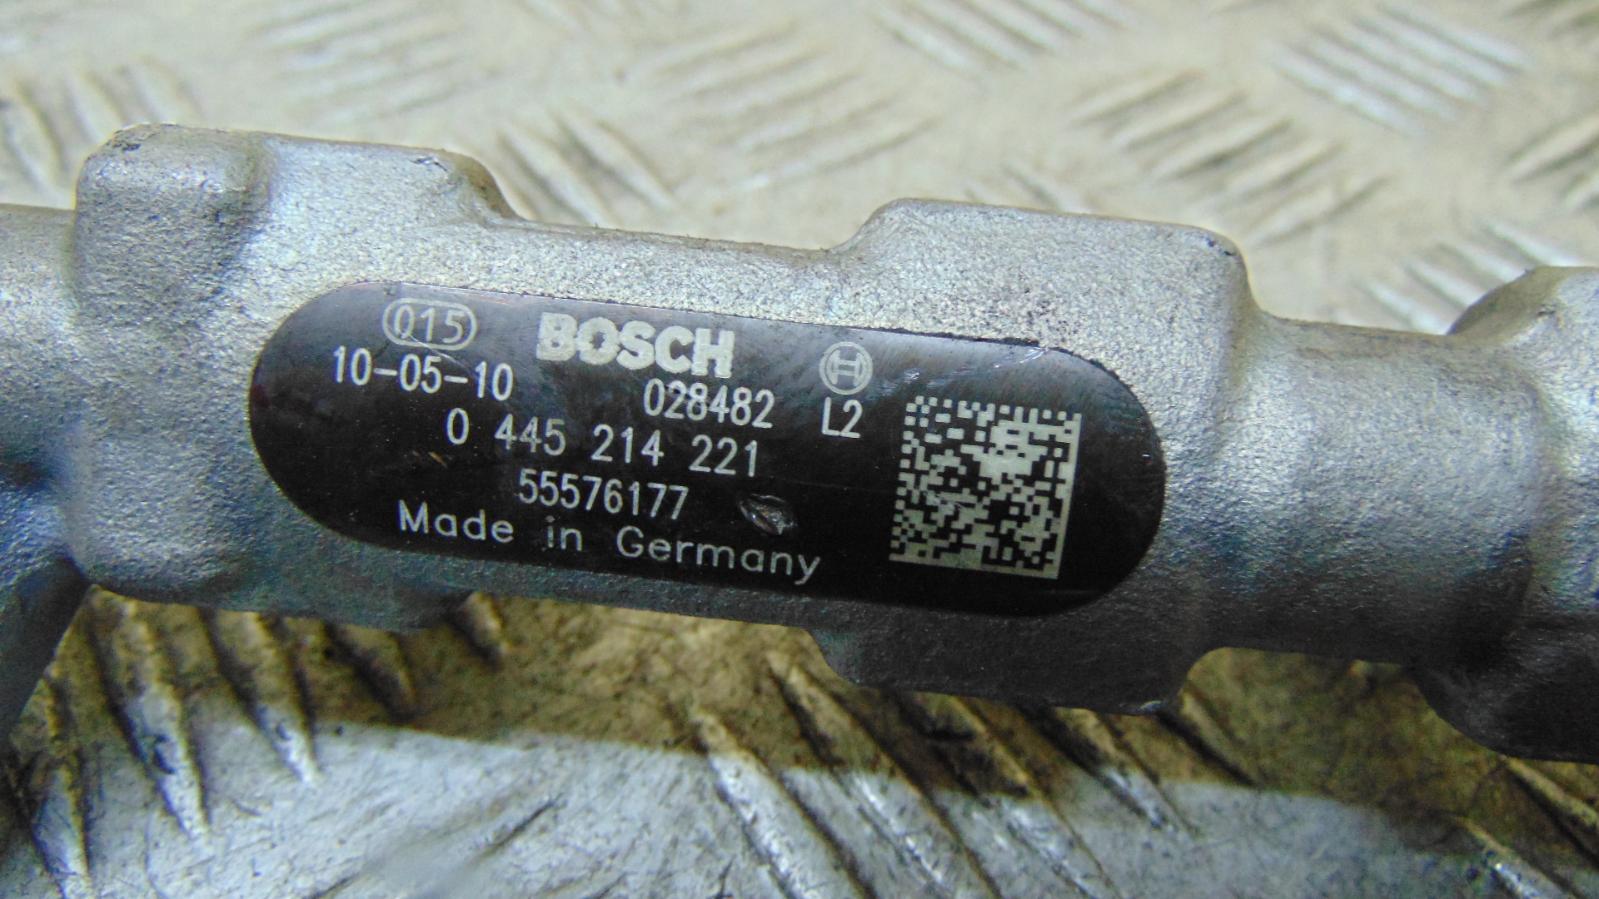 015 BOSCH
10-05-10 028482 L2
0 445 214 221
55576177
Made in Germany